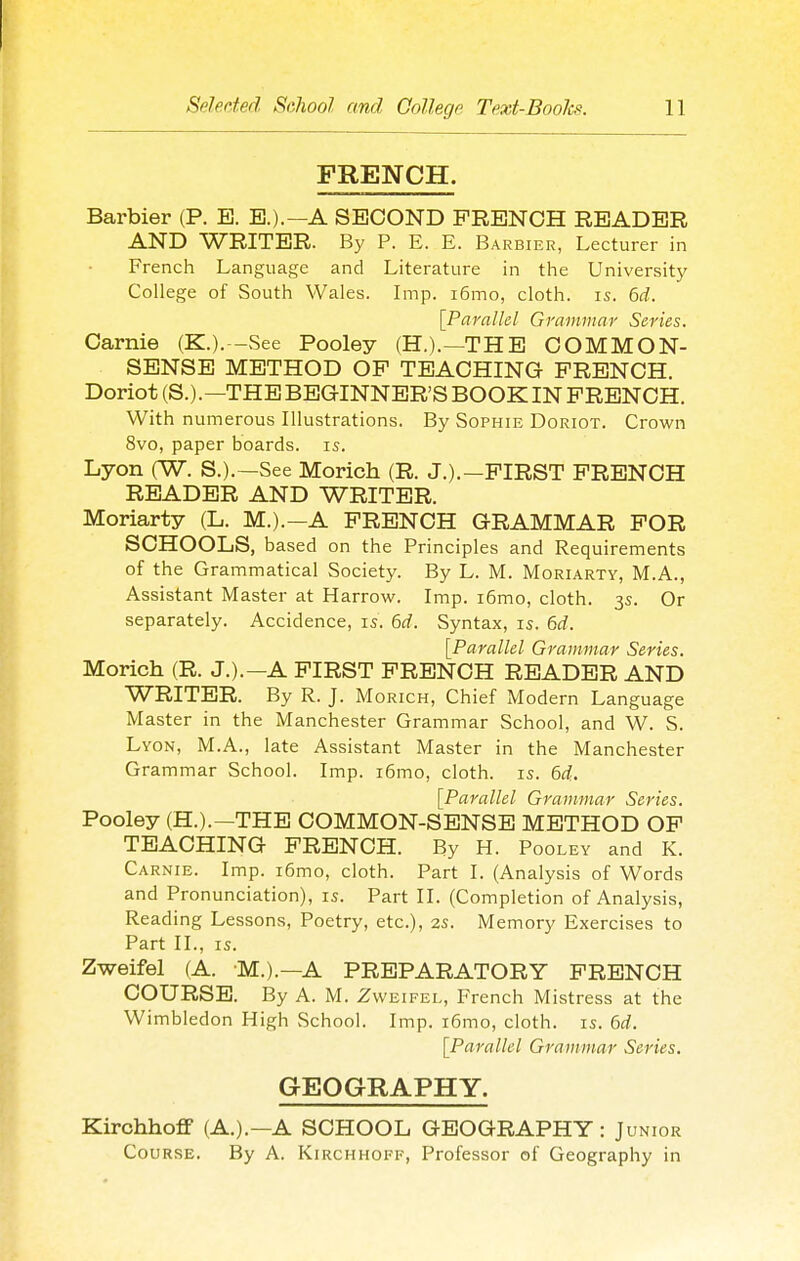 Selected School and College Text-Books. 11
FRENCH.
Barbier (P. E. E.).—A SECOND FRENCH READER
AND WRITER. By P. E. E. Barbier, Lecturer in
French Language and Literature in the University
College of South Wales. Imp. 16mo, cloth. 1s. 6d.
[Parallel Grammar Series.
Carnie (K.).--See Pooley (H.).—THE COMMON-
SENSE METHOD OF TEACHING FRENCH.
Doriot (S.).—THE BEGINNER'S BOOK IN FRENCH.
With numerous Illustrations. By Sophie Doriot. Crown
8vo, paper boards. 1s.
Lyon (W. S.).—See Morich (R. J.).—FIRST FRENCH
READER AND WRITER.
Moriarty (L. M.).—A FRENCH GRAMMAR FOR
SCHOOLS, based on the Principles and Requirements
of the Grammatical Society. By L. M. Moriarty, M.A.,
Assistant Master at Harrow. Imp. 16mo, cloth. 3s. Or
separately. Accidence, 1s. 6d. Syntax, 1s. 6d.
[Parallel Grammar Series.
Morich (R. J.).—A FIRST FRENCH READER AND
WRITER. By R. J. Morich, Chief Modern Language
Master in the Manchester Grammar School, and W. S.
Lyon, M.A., late Assistant Master in the Manchester
Grammar School. Imp. 16mo, cloth. 1s. 6d.
[Parallel Grammar Series.
Pooley (H.).—THE COMMON-SENSE METHOD OF
TEACHING FRENCH. By H. Pooley and K.
Carnie. Imp. 16mo, cloth. Part I. (Analysis of Words
and Pronunciation), 1s. Part II. (Completion of Analysis,
Reading Lessons, Poetry, etc.), 2s. Memory Exercises to
Part II., 1s.
Zweifel (A. M.).—A PREPARATORY FRENCH
COURSE. By A. M. Zweifel, French Mistress at the
Wimbledon High School. Imp. 16mo, cloth. 1s. 6d.
[Parallel Grammar Series.
GEOGRAPHY.
Kirchhoff (A.).—A SCHOOL GEOGRAPHY: Junior
Course. By A. Kirchhoff, Professor of Geography in